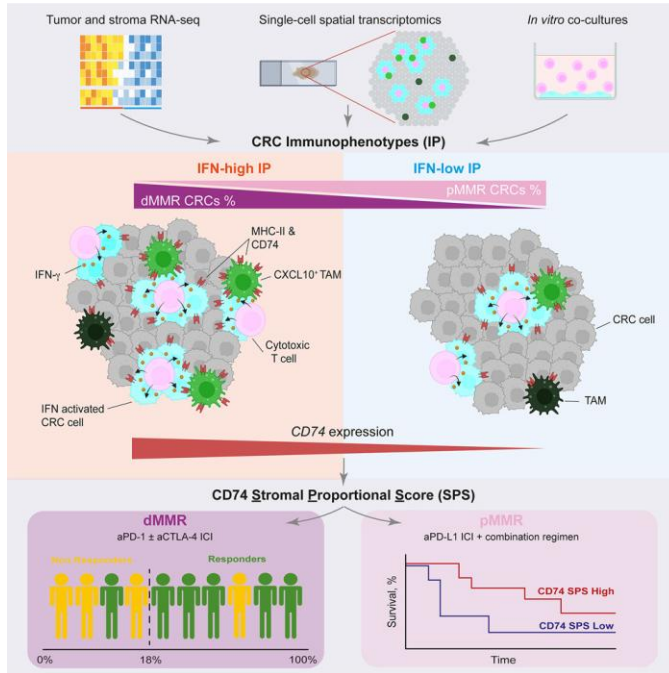 Tumor and stroma RNA-seq
Single-cell spatial transcriptomics
In vitro co-cultures
CRC Immunophenotypes (IP)
IFN-high IP
IFN-low IP
pMMR CRCs %
dMMR CRCs %
MHC-II &
CD74
IFN-γ
CXCL10⁺ TAM
Cytotoxic
T cell
IFN activated
CRC cell
CRC cell
TAM
CD74 expression
CD74 Stromal Proportional Score (SPS)
dMMR
aPD-1 ± aCTLA-4 ICI
Non Responders
Responders
0%
18%
100%
pMMR
aPD-L1 ICI + combination regimen
Survival, %
CD74 SPS High
CD74 SPS Low
Time